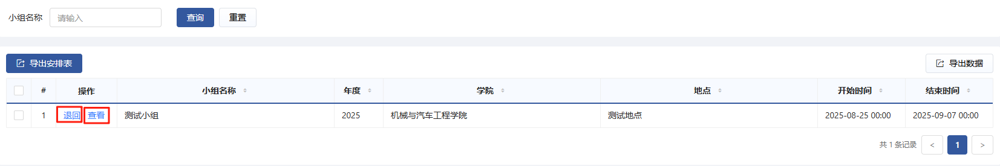 小组名称 请输入 查询 重置
导出安排表 导出数据
# 操作 小组名称 年度 学院 地点 开始时间 结束时间
1 退回 查看 测试小组 2025 机械与汽车工程学院 测试地点 2025-08-25 00:00 2025-09-07 00:00
共 1 条记录 < 1 >